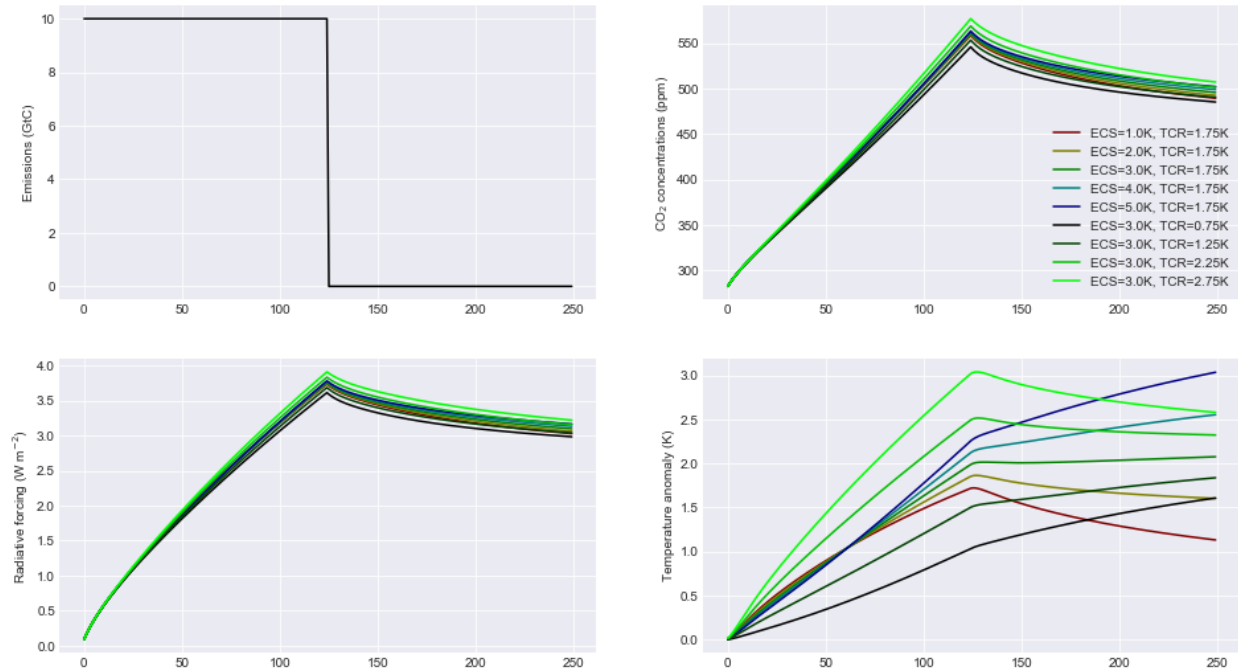 Emissions (GtC)
10
8
6
4
2
0
0 50 100 150 200 250
CO₂ concentrations (ppm)
550
500
450
400
350
300
ECS=1.0K, TCR=1.75K
ECS=2.0K, TCR=1.75K
ECS=3.0K, TCR=1.75K
ECS=4.0K, TCR=1.75K
ECS=5.0K, TCR=1.75K
ECS=3.0K, TCR=0.75K
ECS=3.0K, TCR=1.25K
ECS=3.0K, TCR=2.25K
ECS=3.0K, TCR=2.75K
0 50 100 150 200 250
Radiative forcing (W m⁻²)
4.0
3.5
3.0
2.5
2.0
1.5
1.0
0.5
0.0
0 50 100 150 200 250
Temperature anomaly (K)
3.0
2.5
2.0
1.5
1.0
0.5
0.0
0 50 100 150 200 250